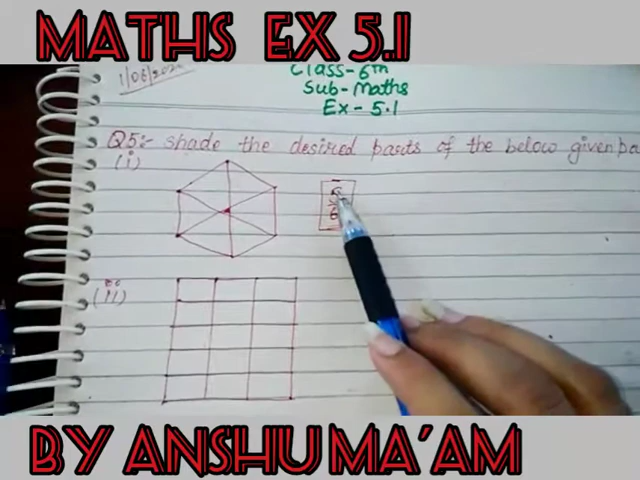 MATHS EX 5.1
Class-6th
Sub-Maths
Ex-5.1
Q5:- shade the desired parts of the below given pa
(i)
6
(ii)
BY ANSHU MA'AM